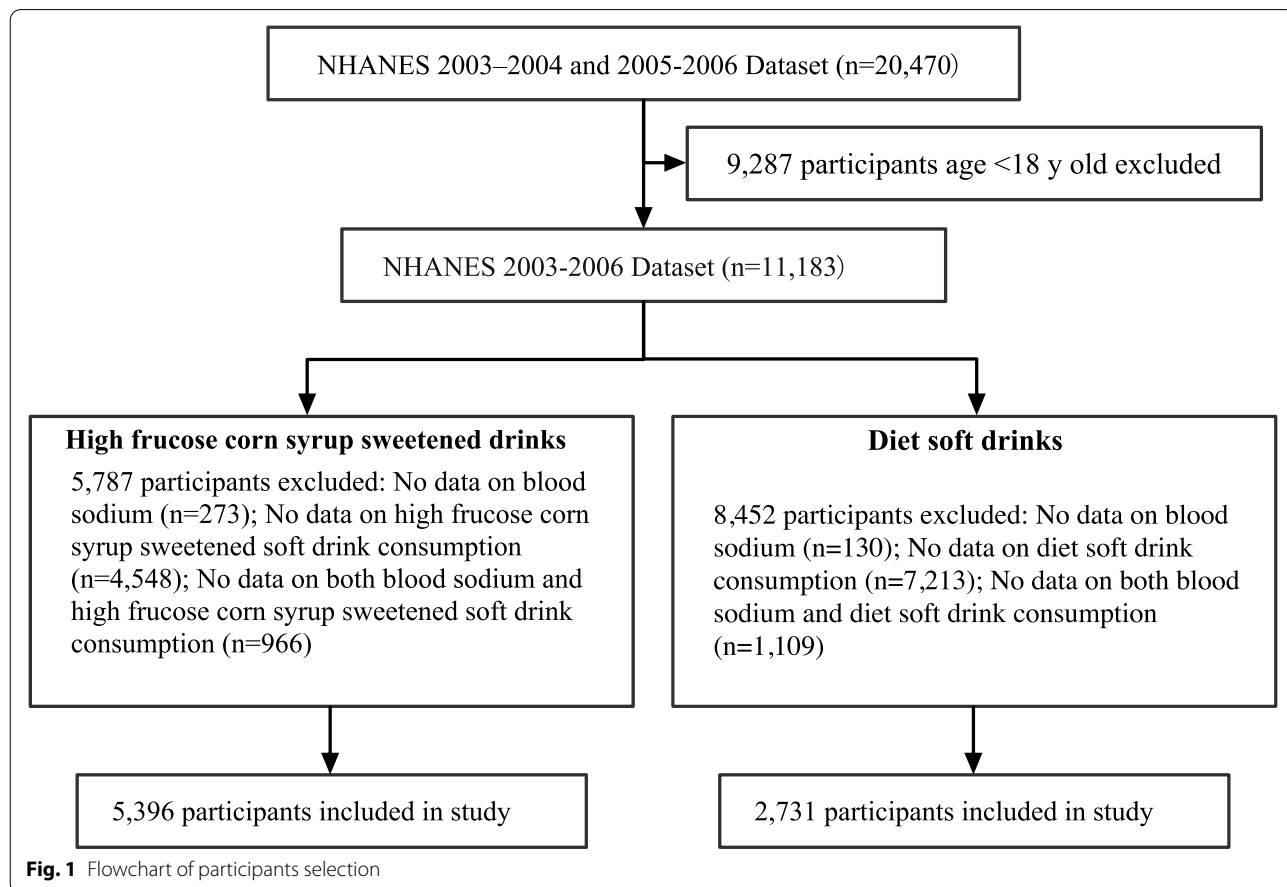 NHANES 2003–2004 and 2005-2006 Dataset (n=20,470)
9,287 participants age <18 y old excluded
NHANES 2003-2006 Dataset (n=11,183)
High frucose corn syrup sweetened drinks
5,787 participants excluded: No data on blood
sodium (n=273); No data on high frucose corn
syrup sweetened soft drink consumption
(n=4,548); No data on both blood sodium and
high frucose corn syrup sweetened soft drink
consumption (n=966)
Diet soft drinks
8,452 participants excluded: No data on blood
sodium (n=130); No data on diet soft drink
consumption (n=7,213); No data on both blood
sodium and diet soft drink consumption
(n=1,109)
5,396 participants included in study
2,731 participants included in study
Fig. 1 Flowchart of participants selection